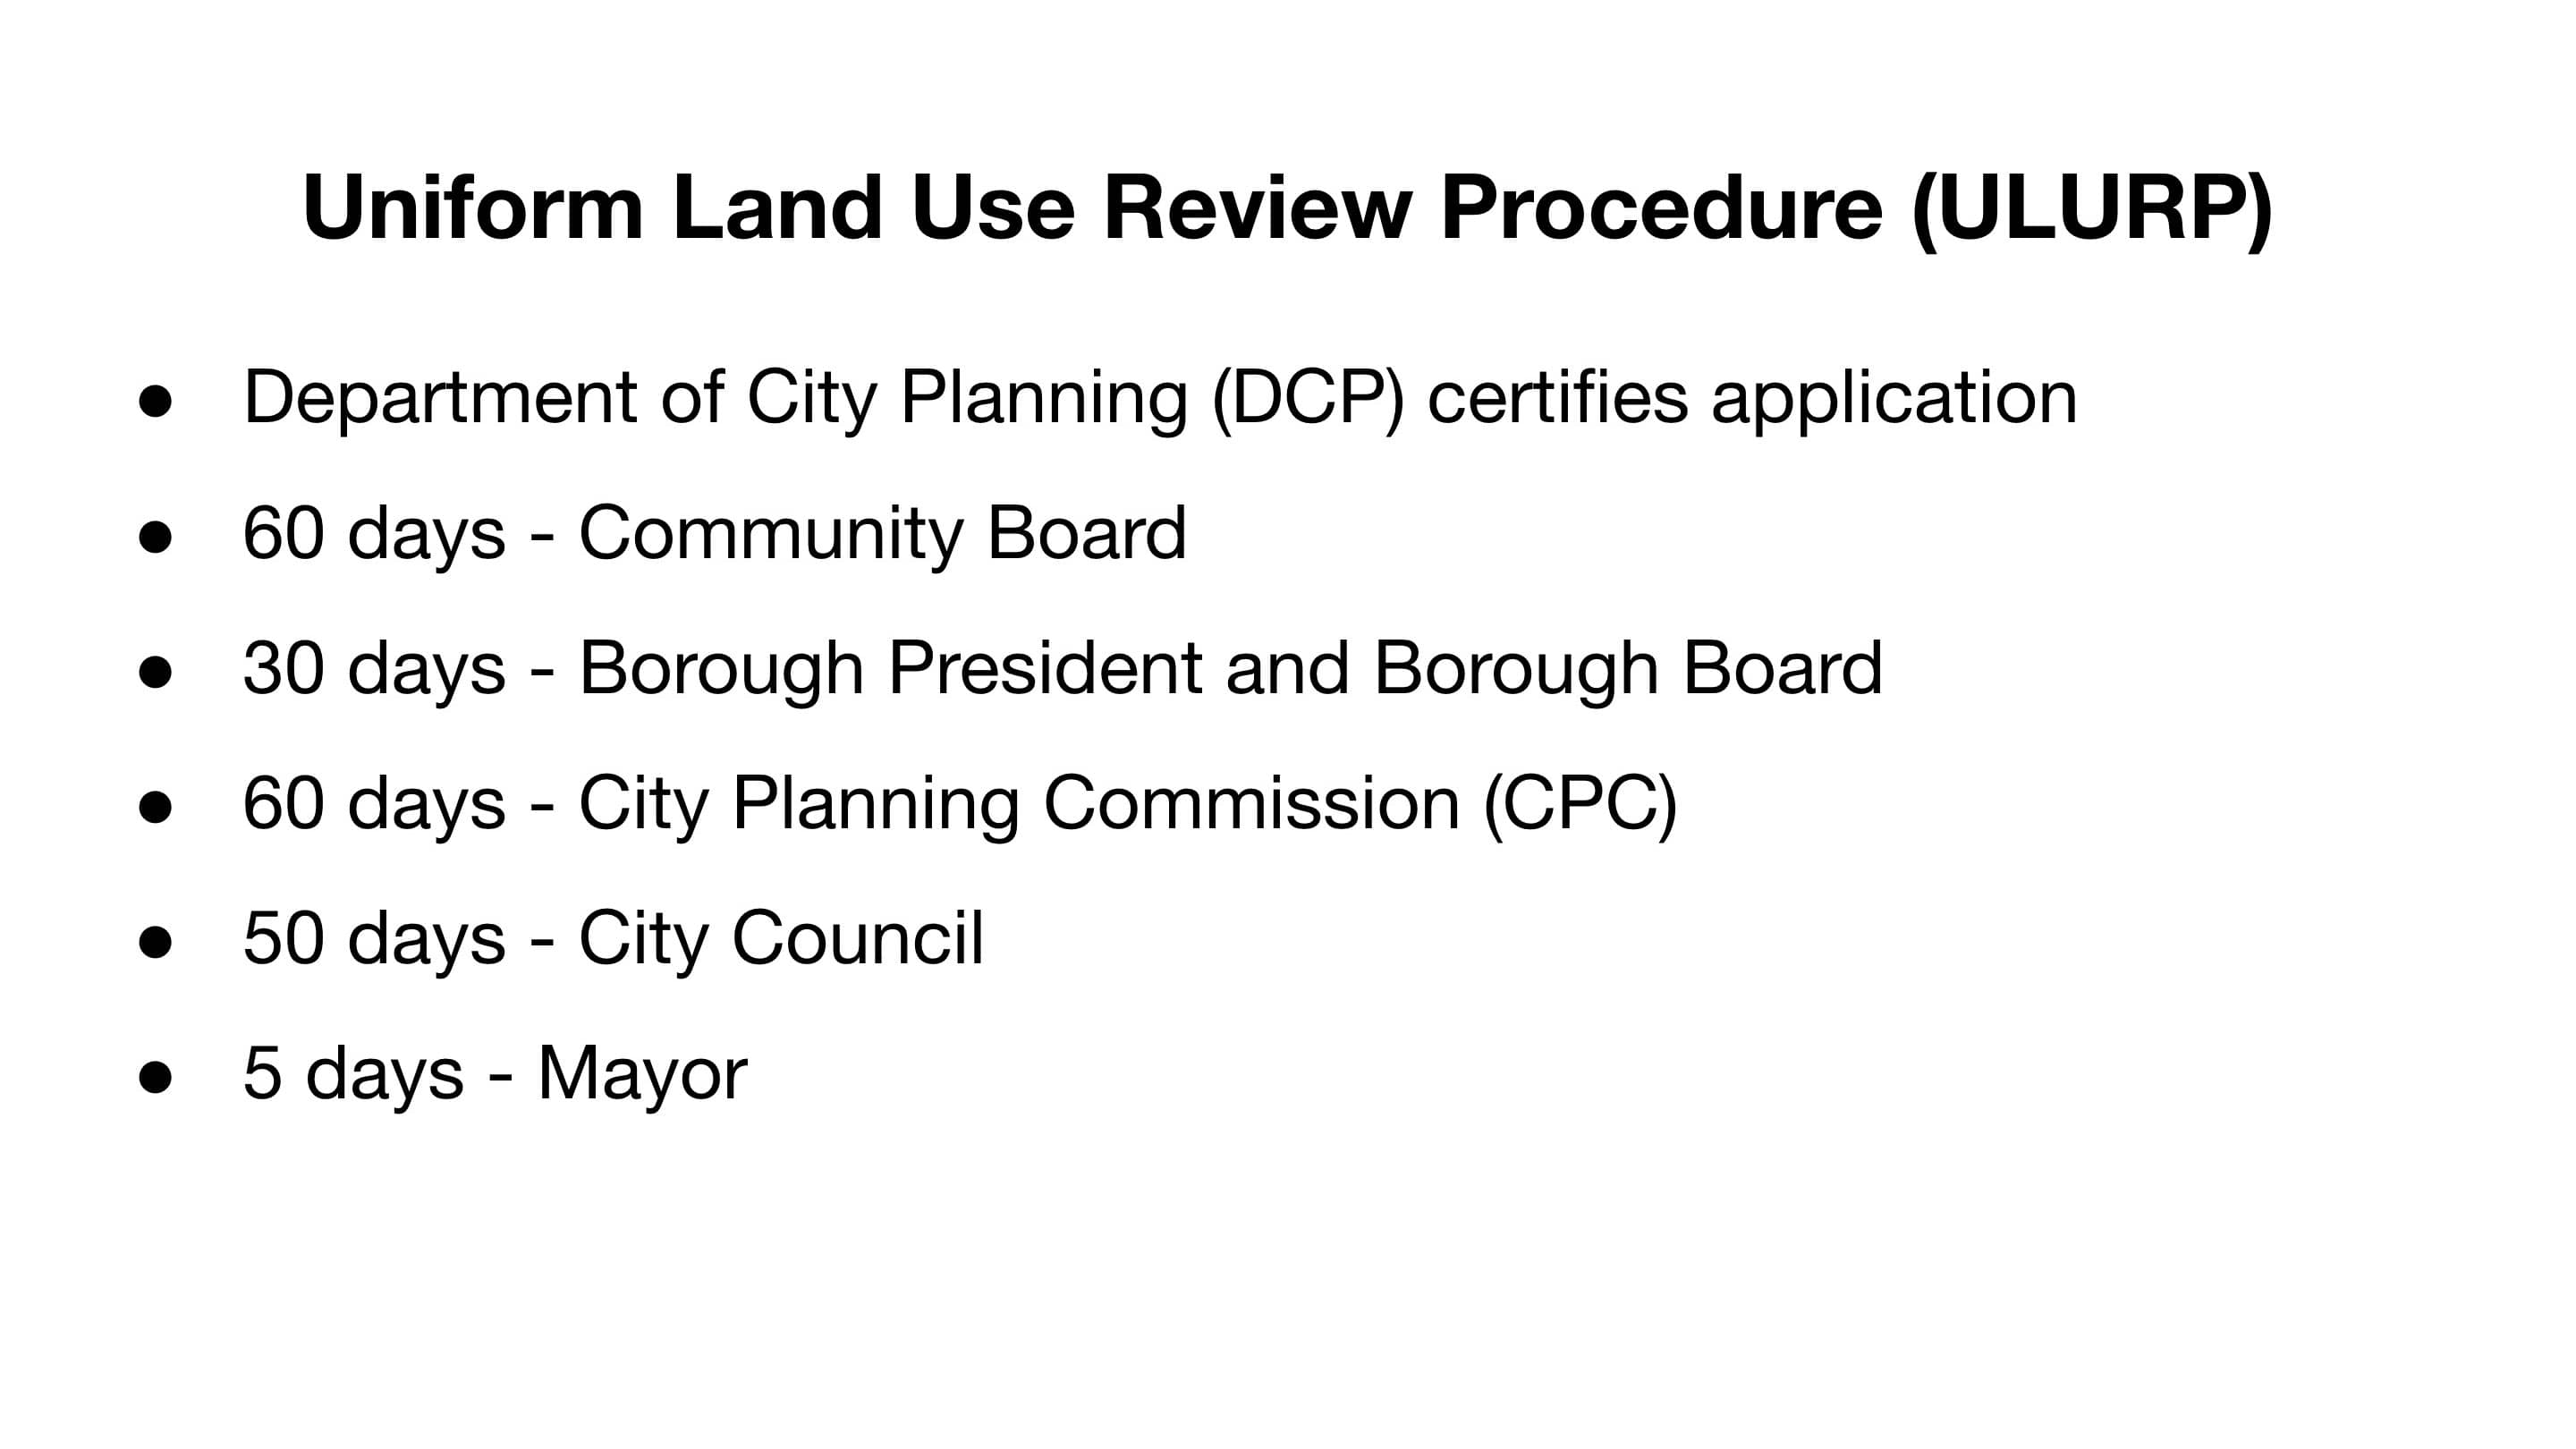 Uniform Land Use Review Procedure (ULURP)
● Department of City Planning (DCP) certifies application
● 60 days - Community Board
● 30 days - Borough President and Borough Board
● 60 days - City Planning Commission (CPC)
● 50 days - City Council
● 5 days - Mayor